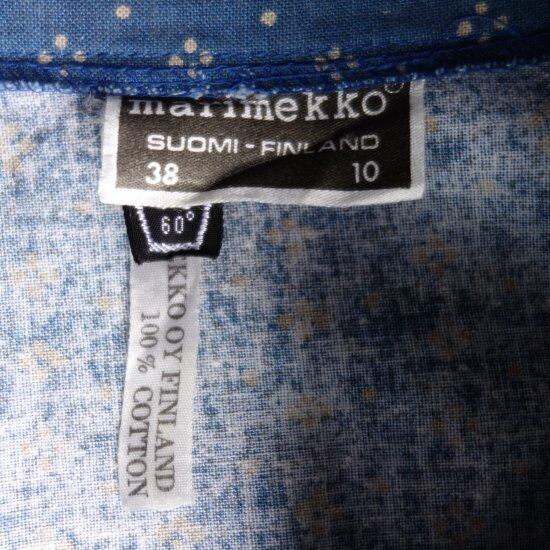 marimekko
SUOMI - FINLAND
38 10
60°
KKO OY FINLAND
100% COTTON